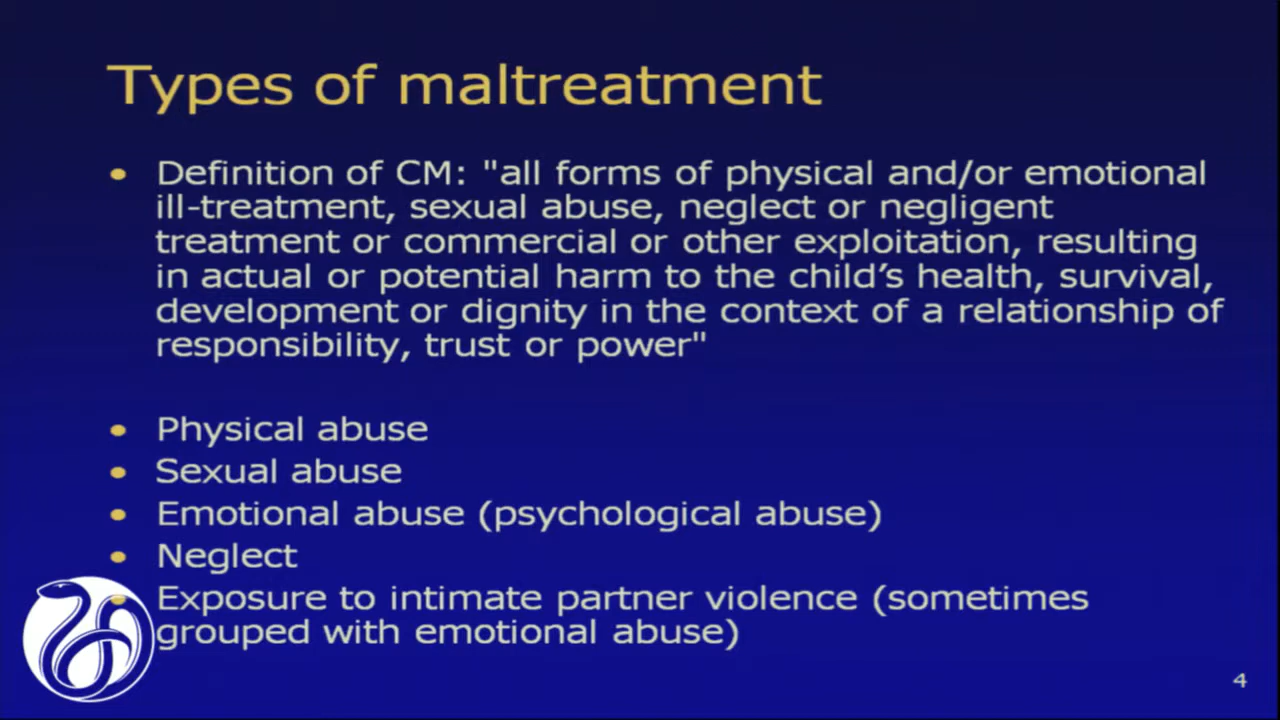 Types of maltreatment
• Definition of CM: "all forms of physical and/or emotional
ill-treatment, sexual abuse, neglect or negligent
treatment or commercial or other exploitation, resulting
in actual or potential harm to the child’s health, survival,
development or dignity in the context of a relationship of
responsibility, trust or power"
• Physical abuse
• Sexual abuse
• Emotional abuse (psychological abuse)
• Neglect
• Exposure to intimate partner violence (sometimes
grouped with emotional abuse)
4